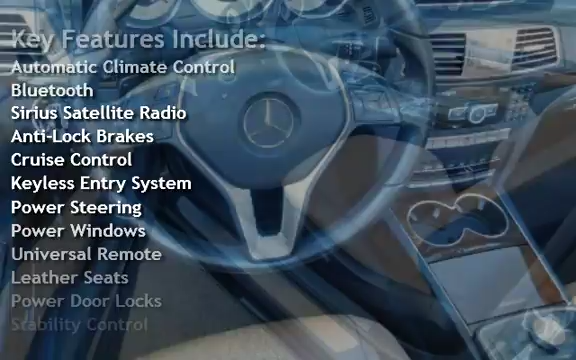 Key Features Include:
Automatic Climate Control
Bluetooth
Sirius Satellite Radio
Anti-Lock Brakes
Cruise Control
Keyless Entry System
Power Steering
Power Windows
Universal Remote
Leather Seats
Power Door Locks
Stability Control